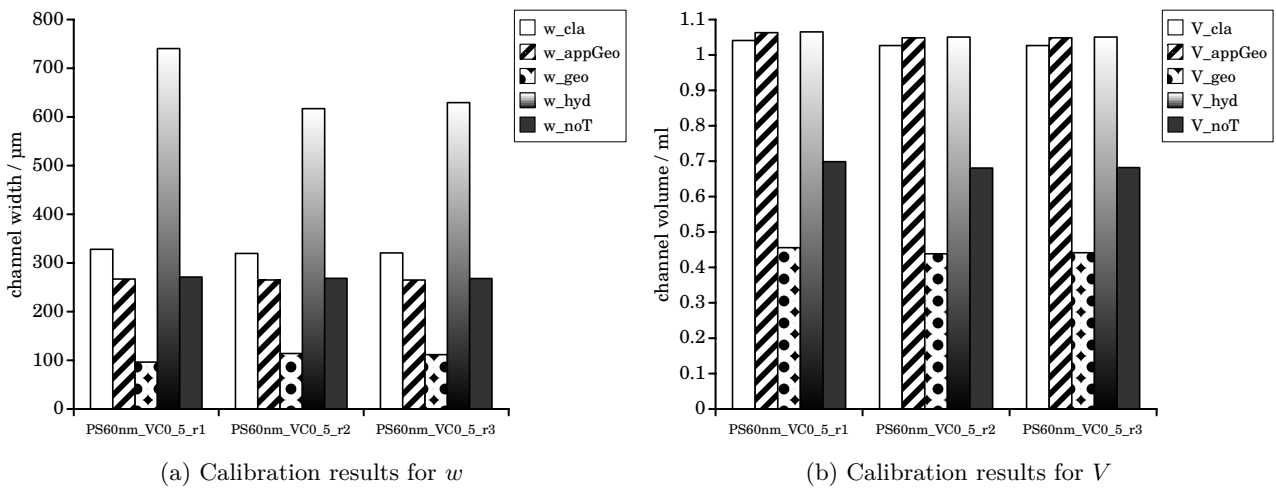 800
700
600
500
400
300
200
100
0
channel width / µm
w_cla
w_appGeo
w_geo
w_hyd
w_noT
PS60nm_VC0_5_r1
PS60nm_VC0_5_r2
PS60nm_VC0_5_r3
(a) Calibration results for w
1.1
1
0.9
0.8
0.7
0.6
0.5
0.4
0.3
0.2
0.1
0
channel volume / ml
V_cla
V_appGeo
V_geo
V_hyd
V_noT
PS60nm_VC0_5_r1
PS60nm_VC0_5_r2
PS60nm_VC0_5_r3
(b) Calibration results for V